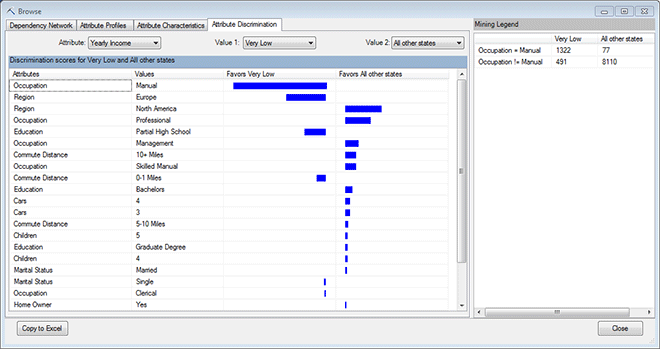 Browse
Dependency Network Attribute Profiles Attribute Characteristics Attribute Discrimination
Attribute: Yearly Income Value 1: Very Low Value 2: All other states
Discrimination scores for Very Low and All other states
Attributes Values Favors Very Low Favors All other states
Occupation Manual
Region Europe
Region North America
Occupation Professional
Education Partial High School
Occupation Management
Commute Distance 10+ Miles
Occupation Skilled Manual
Commute Distance 0-1 Miles
Education Bachelors
Cars 4
Cars 3
Commute Distance 5-10 Miles
Children 5
Education Graduate Degree
Children 4
Marital Status Married
Marital Status Single
Occupation Clerical
Home Owner Yes
Mining Legend
Very Low All other states
Occupation = Manual 1322 77
Occupation != Manual 491 8110
Copy to Excel Close